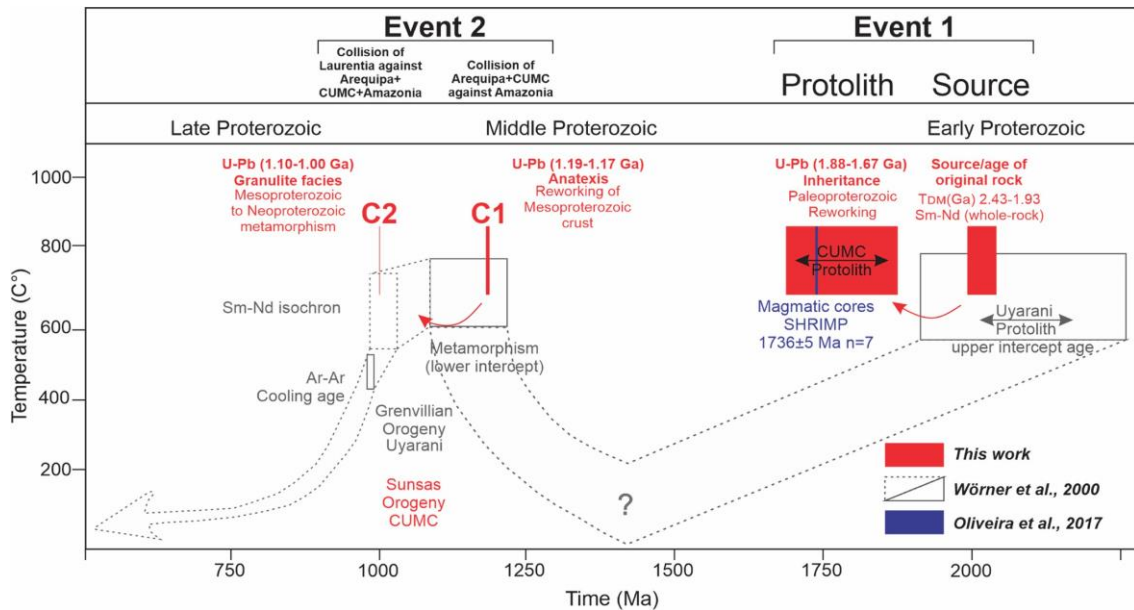 Event 2
Event 1
Collision of
Laurentia against
Arequipa+
CUMC+Amazonia
Collision of
Arequipa+CUMC
against Amazonia
Protolith
Source
Late Proterozoic
Middle Proterozoic
Early Proterozoic
U-Pb (1.10-1.00 Ga)
Granulite facies
Mesoproterozoic
to Neoproterozoic
metamorphism
C2
U-Pb (1.19-1.17 Ga)
Anatexis
Reworking of
Mesoproterozoic
crust
C1
U-Pb (1.88-1.67 Ga)
Inheritance
Paleoproterozoic
Reworking
Source/age of
original rock
TDM(Ga) 2.43-1.93
Sm-Nd (whole-rock)
CUMC
Protolith
Magmatic cores
SHRIMP
1736±5 Ma n=7
Uyarani
Protolith
upper intercept age
Sm-Nd isochron
Metamorphism
(lower intercept)
Ar-Ar
Cooling age
Grenvillian
Orogeny
Uyarani
Sunsas
Orogeny
CUMC
?
This work
Wörner et al., 2000
Oliveira et al., 2017
Temperature (C°)
1000
800
600
400
200
750
1000
1250
1500
1750
2000
Time (Ma)